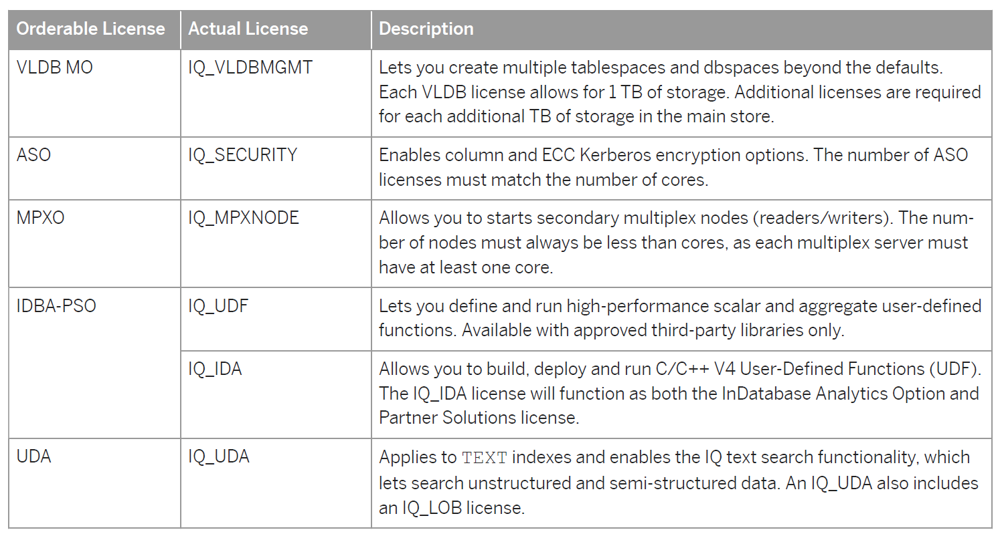 Orderable License Actual License Description
VLDB MO IQ_VLDBMGMT Lets you create multiple tablespaces and dbspaces beyond the defaults.
Each VLDB license allows for 1 TB of storage. Additional licenses are required
for each additional TB of storage in the main store.
ASO IQ_SECURITY Enables column and ECC Kerberos encryption options. The number of ASO
licenses must match the number of cores.
MPXO IQ_MPXNODE Allows you to starts secondary multiplex nodes (readers/writers). The num-
ber of nodes must always be less than cores, as each multiplex server must
have at least one core.
IDBA-PSO IQ_UDF Lets you define and run high-performance scalar and aggregate user-defined
functions. Available with approved third-party libraries only.
IQ_IDA Allows you to build, deploy and run C/C++ V4 User-Defined Functions (UDF).
The IQ_IDA license will function as both the InDatabase Analytics Option and
Partner Solutions license.
UDA IQ_UDA Applies to TEXT indexes and enables the IQ text search functionality, which
lets search unstructured and semi-structured data. An IQ_UDA also includes
an IQ_LOB license.